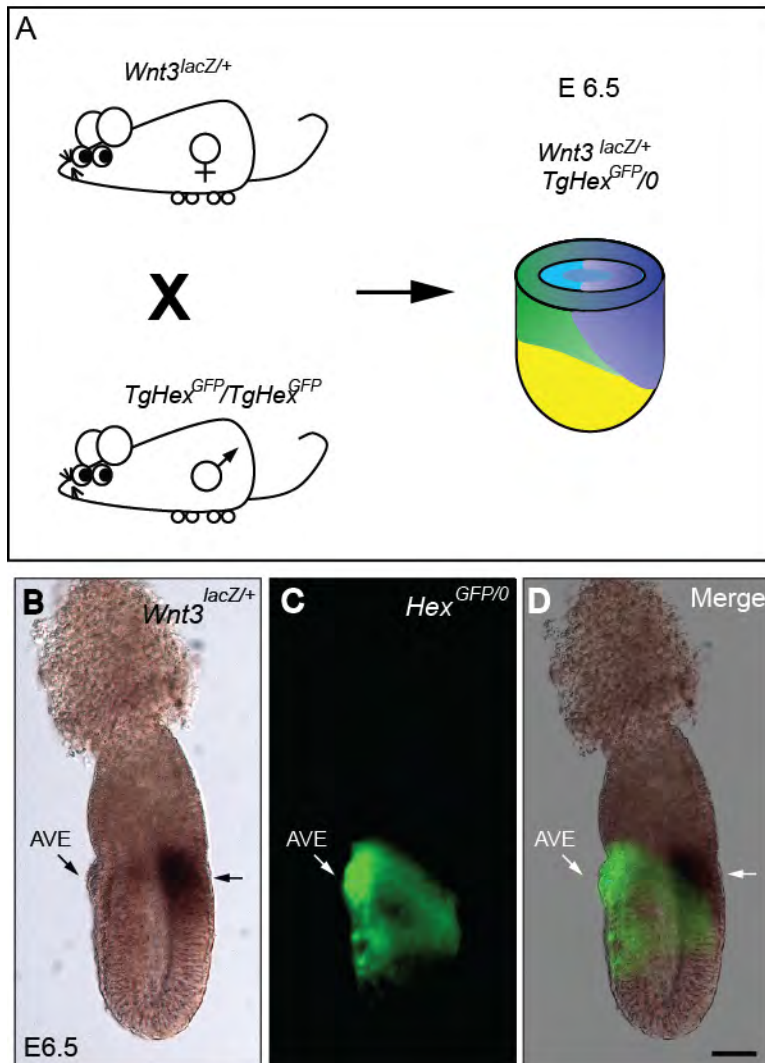 A
Wnt3lacZ/+
E 6.5
Wnt3 lacZ/+
TgHexGFP/0
X
TgHexGFP/TgHexGFP
B
Wnt3lacZ/+
AVE
E6.5
C
HexGFP/0
AVE
D
Merge
AVE